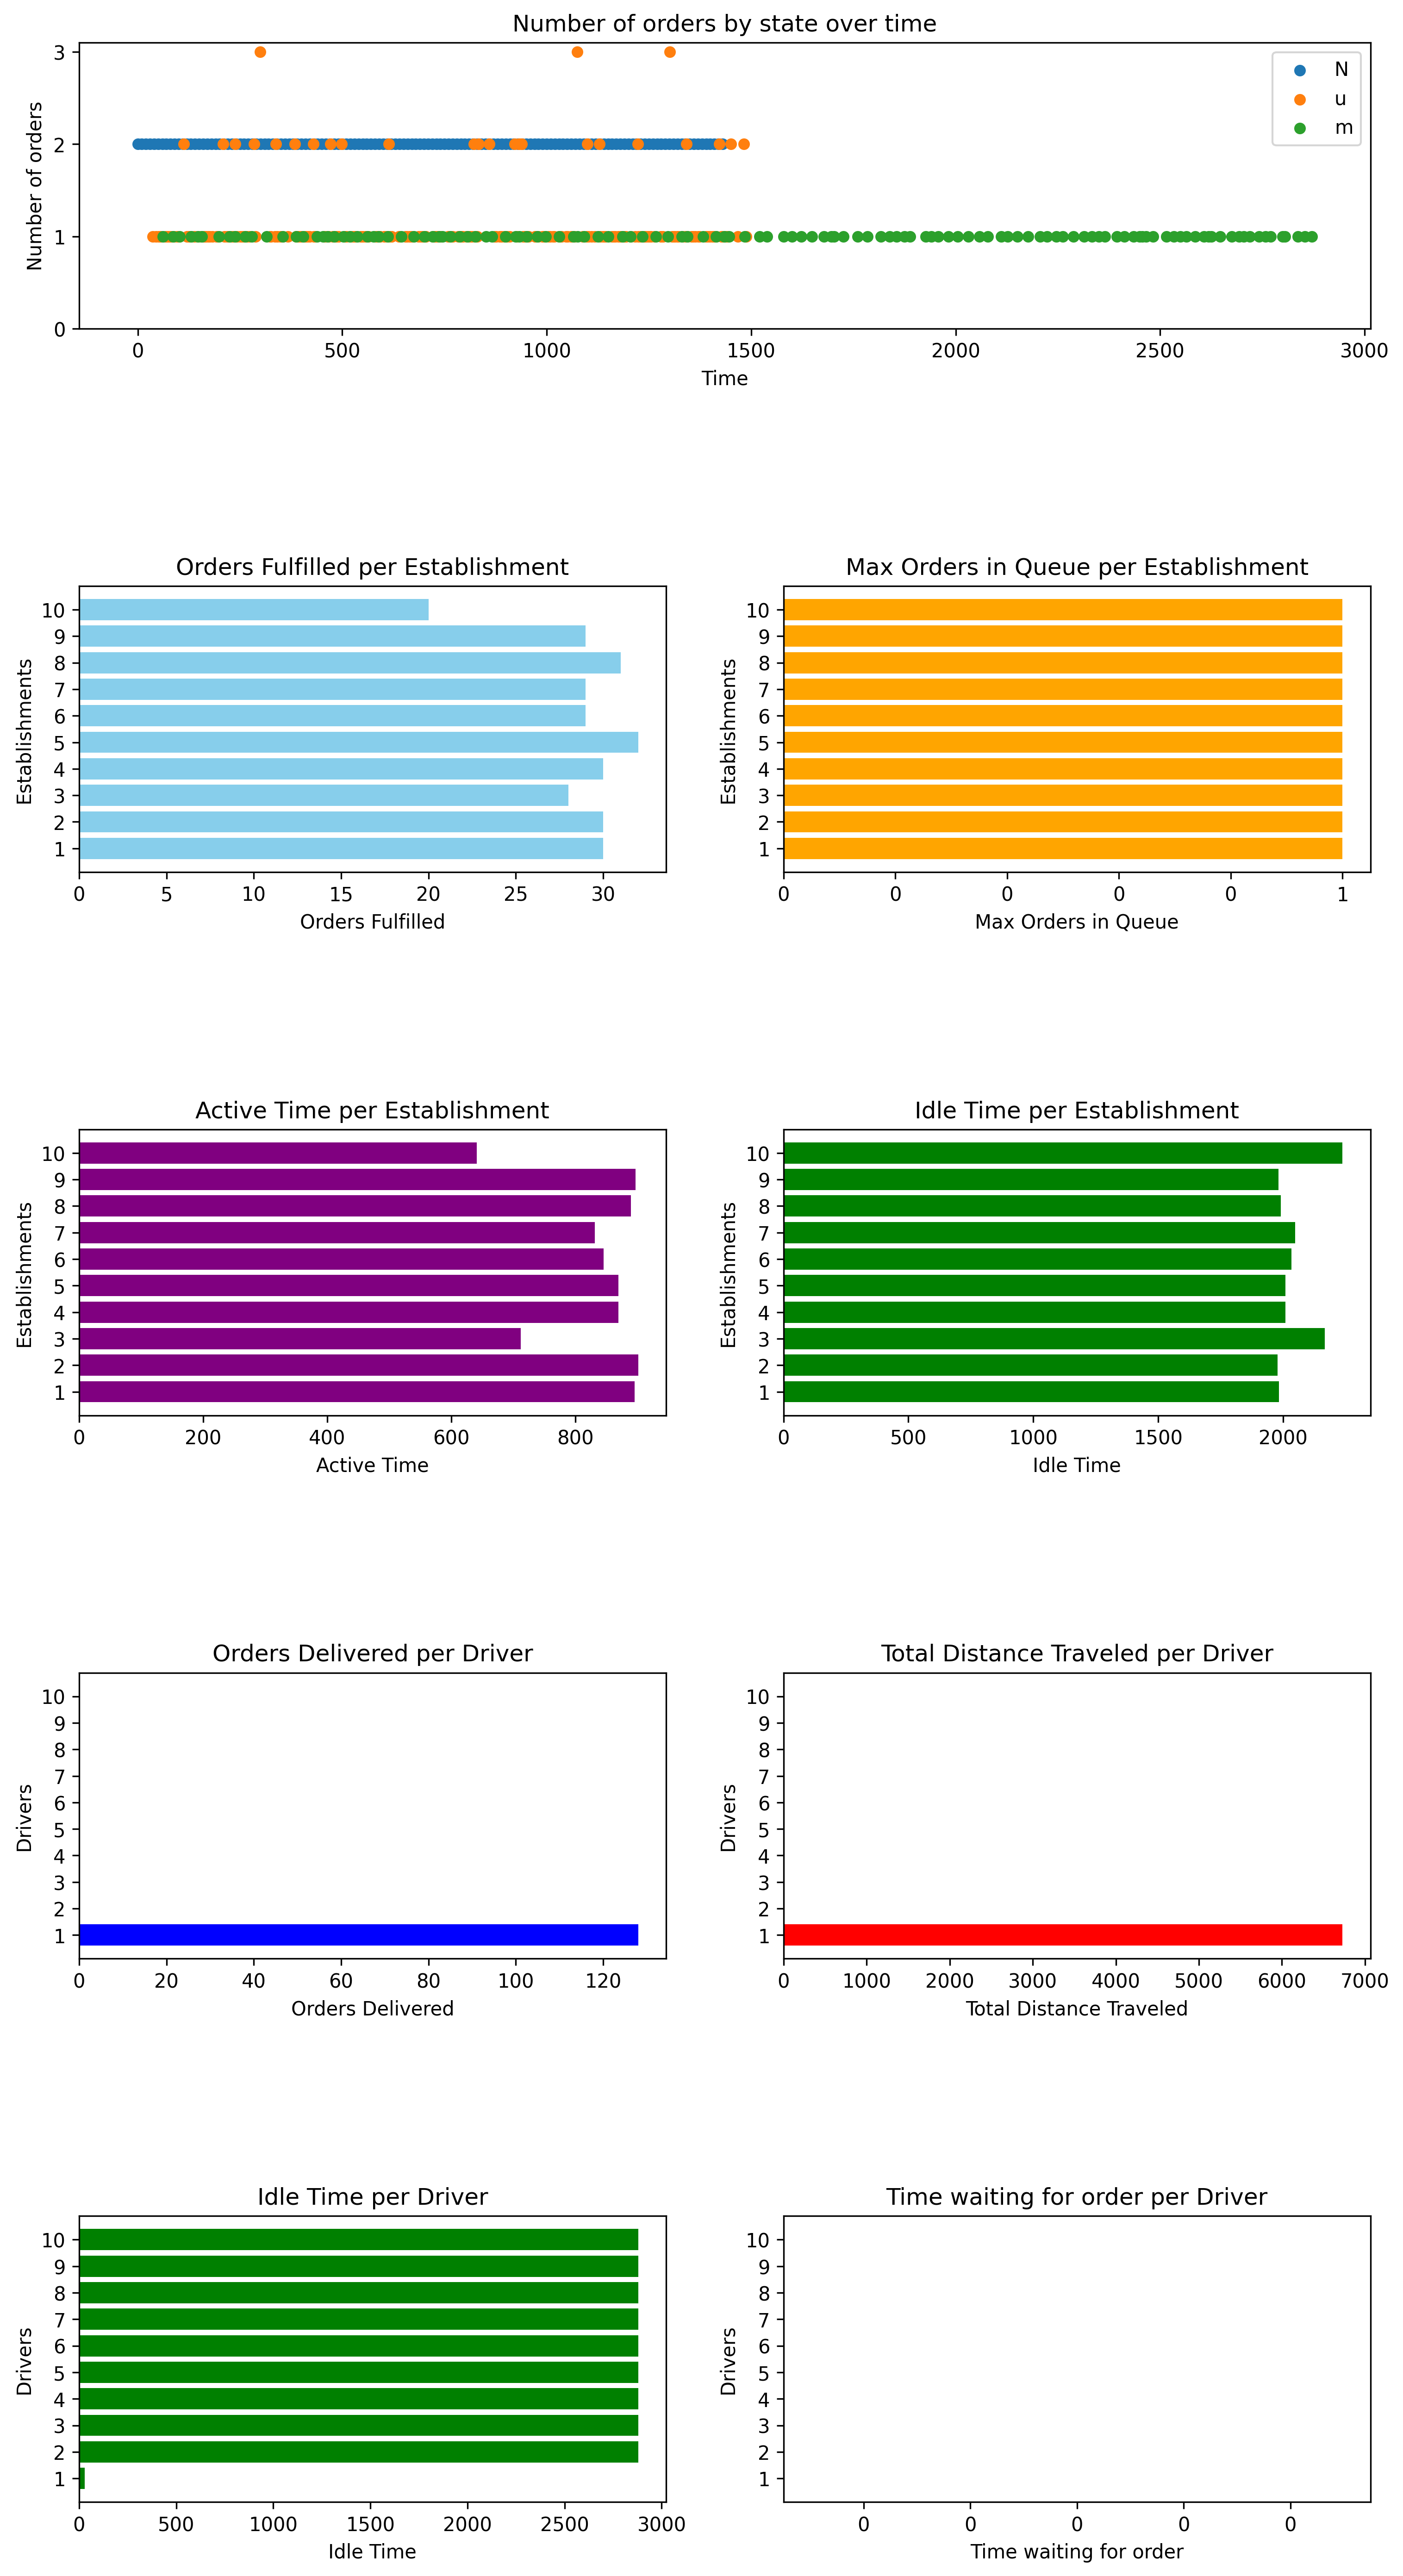 Number of orders by state over time
3
2
1
0
Number of orders
N
u
m
0 500 1000 1500 2000 2500 3000
Time
Orders Fulfilled per Establishment
10
9
8
7
6
5
4
3
2
1
Establishments
0 5 10 15 20 25 30
Orders Fulfilled
Max Orders in Queue per Establishment
10
9
8
7
6
5
4
3
2
1
Establishments
0 0 0 0 0 1
Max Orders in Queue
Active Time per Establishment
10
9
8
7
6
5
4
3
2
1
Establishments
0 200 400 600 800
Active Time
Idle Time per Establishment
10
9
8
7
6
5
4
3
2
1
Establishments
0 500 1000 1500 2000
Idle Time
Orders Delivered per Driver
10
9
8
7
6
5
4
3
2
1
Drivers
0 20 40 60 80 100 120
Orders Delivered
Total Distance Traveled per Driver
10
9
8
7
6
5
4
3
2
1
Drivers
0 1000 2000 3000 4000 5000 6000 7000
Total Distance Traveled
Idle Time per Driver
10
9
8
7
6
5
4
3
2
1
Drivers
0 500 1000 1500 2000 2500 3000
Idle Time
Time waiting for order per Driver
10
9
8
7
6
5
4
3
2
1
Drivers
0 0 0 0 0
Time waiting for order